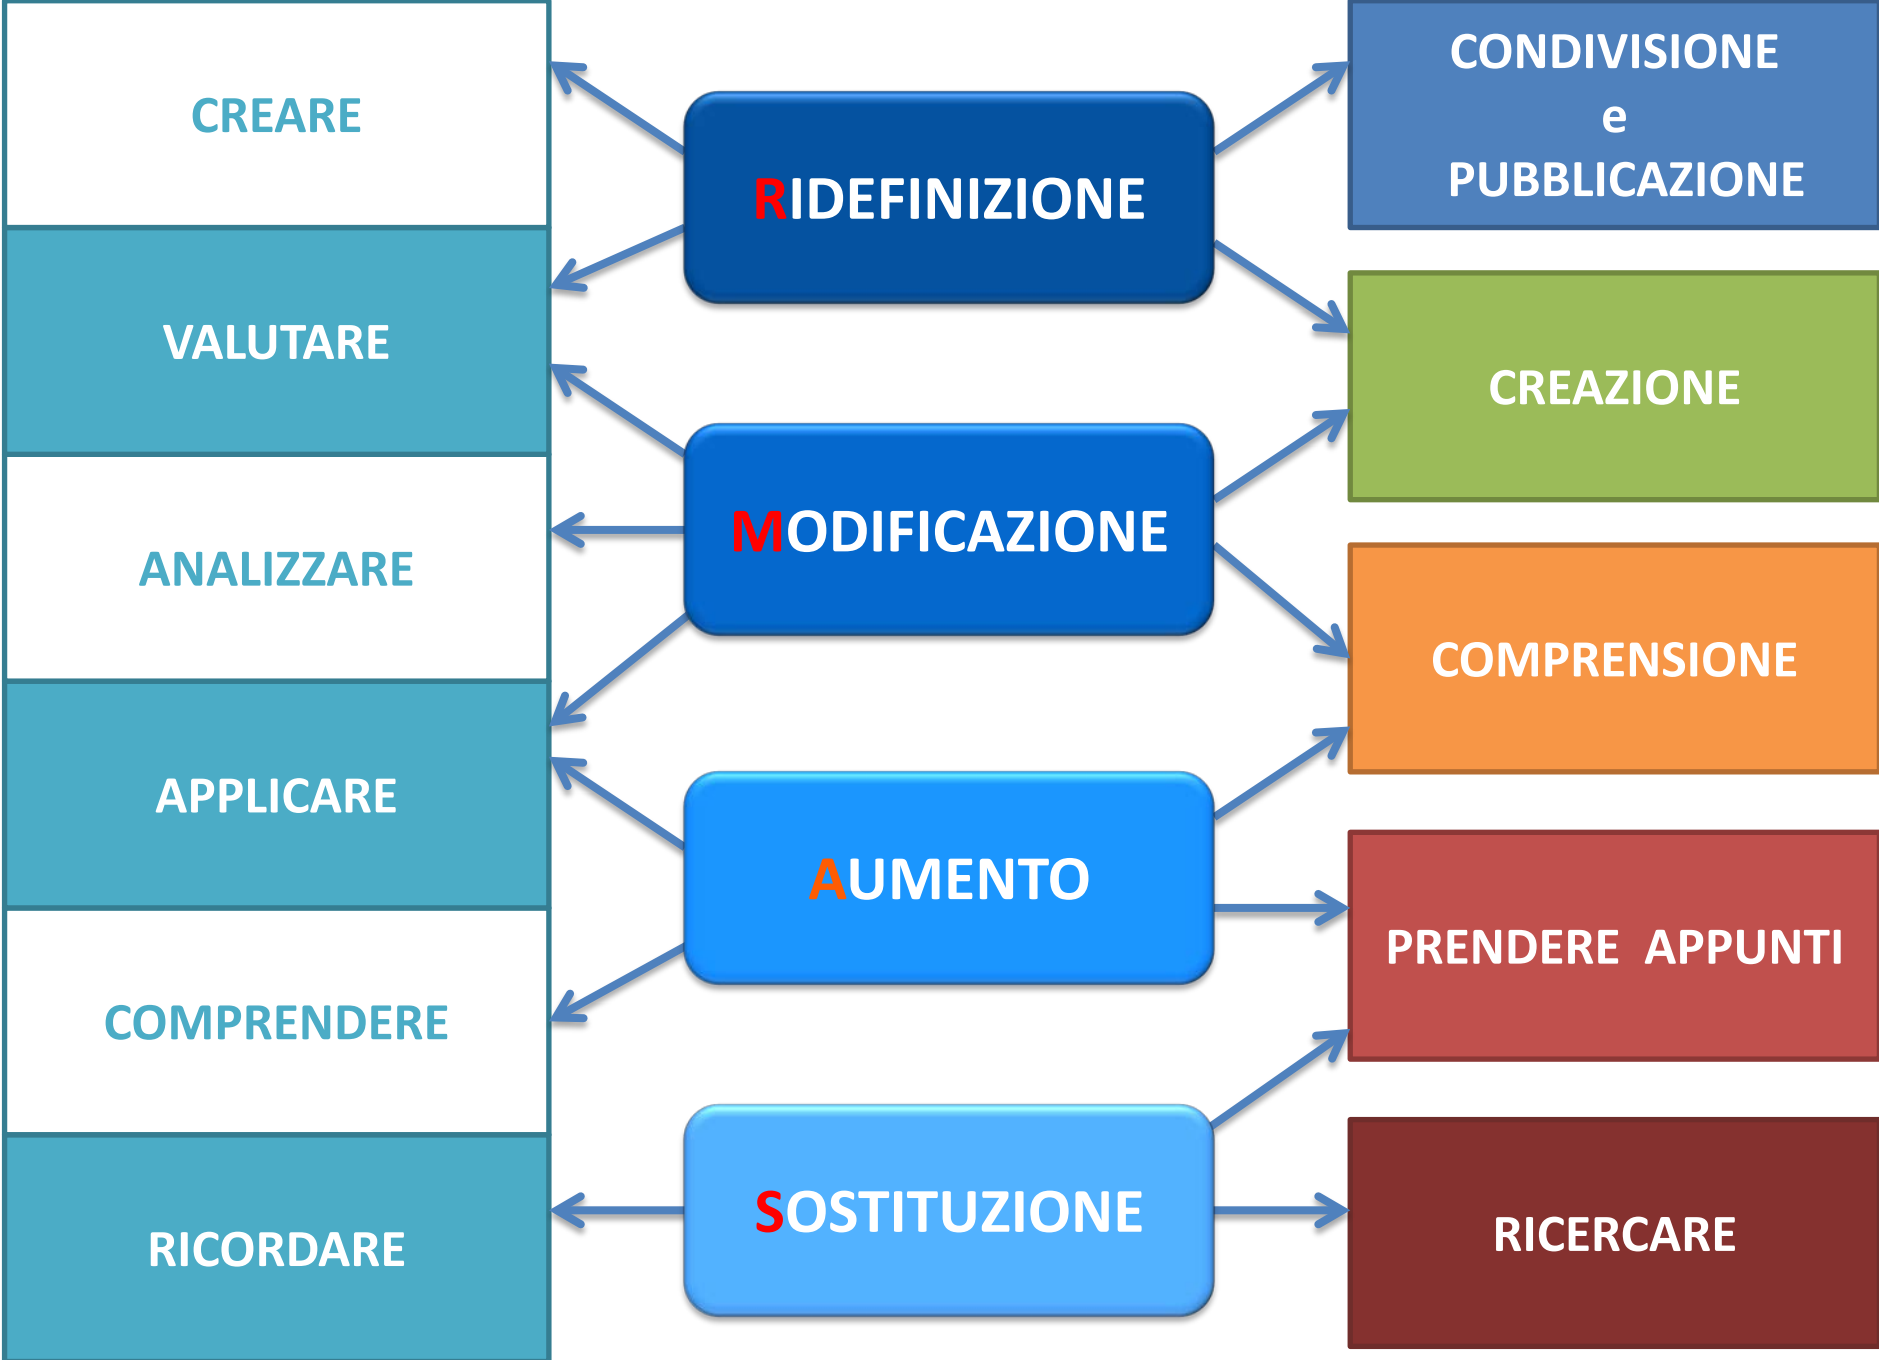 CREARE
VALUTARE
ANALIZZARE
APPLICARE
COMPRENDERE
RICORDARE
RIDEFINIZIONE
MODIFICAZIONE
AUMENTO
SOSTITUZIONE
CONDIVISIONE
e
PUBBLICAZIONE
CREAZIONE
COMPRENSIONE
PRENDERE APPUNTI
RICERCARE